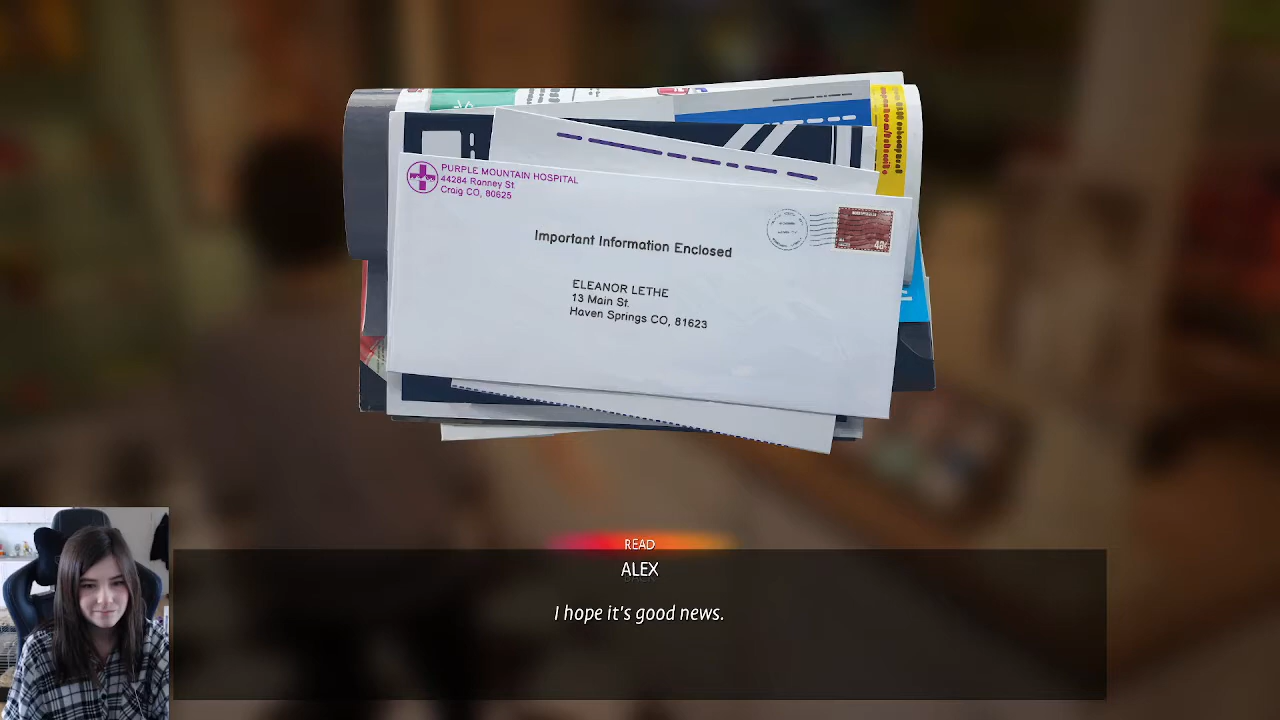 PURPLE MOUNTAIN HOSPITAL
44284 Ranney St.
Craig CO, 80625
Important Information Enclosed
48¢
ELEANOR LETHE
13 Main St.
Haven Springs CO, 81623
READ
ALEX
I hope it's good news.